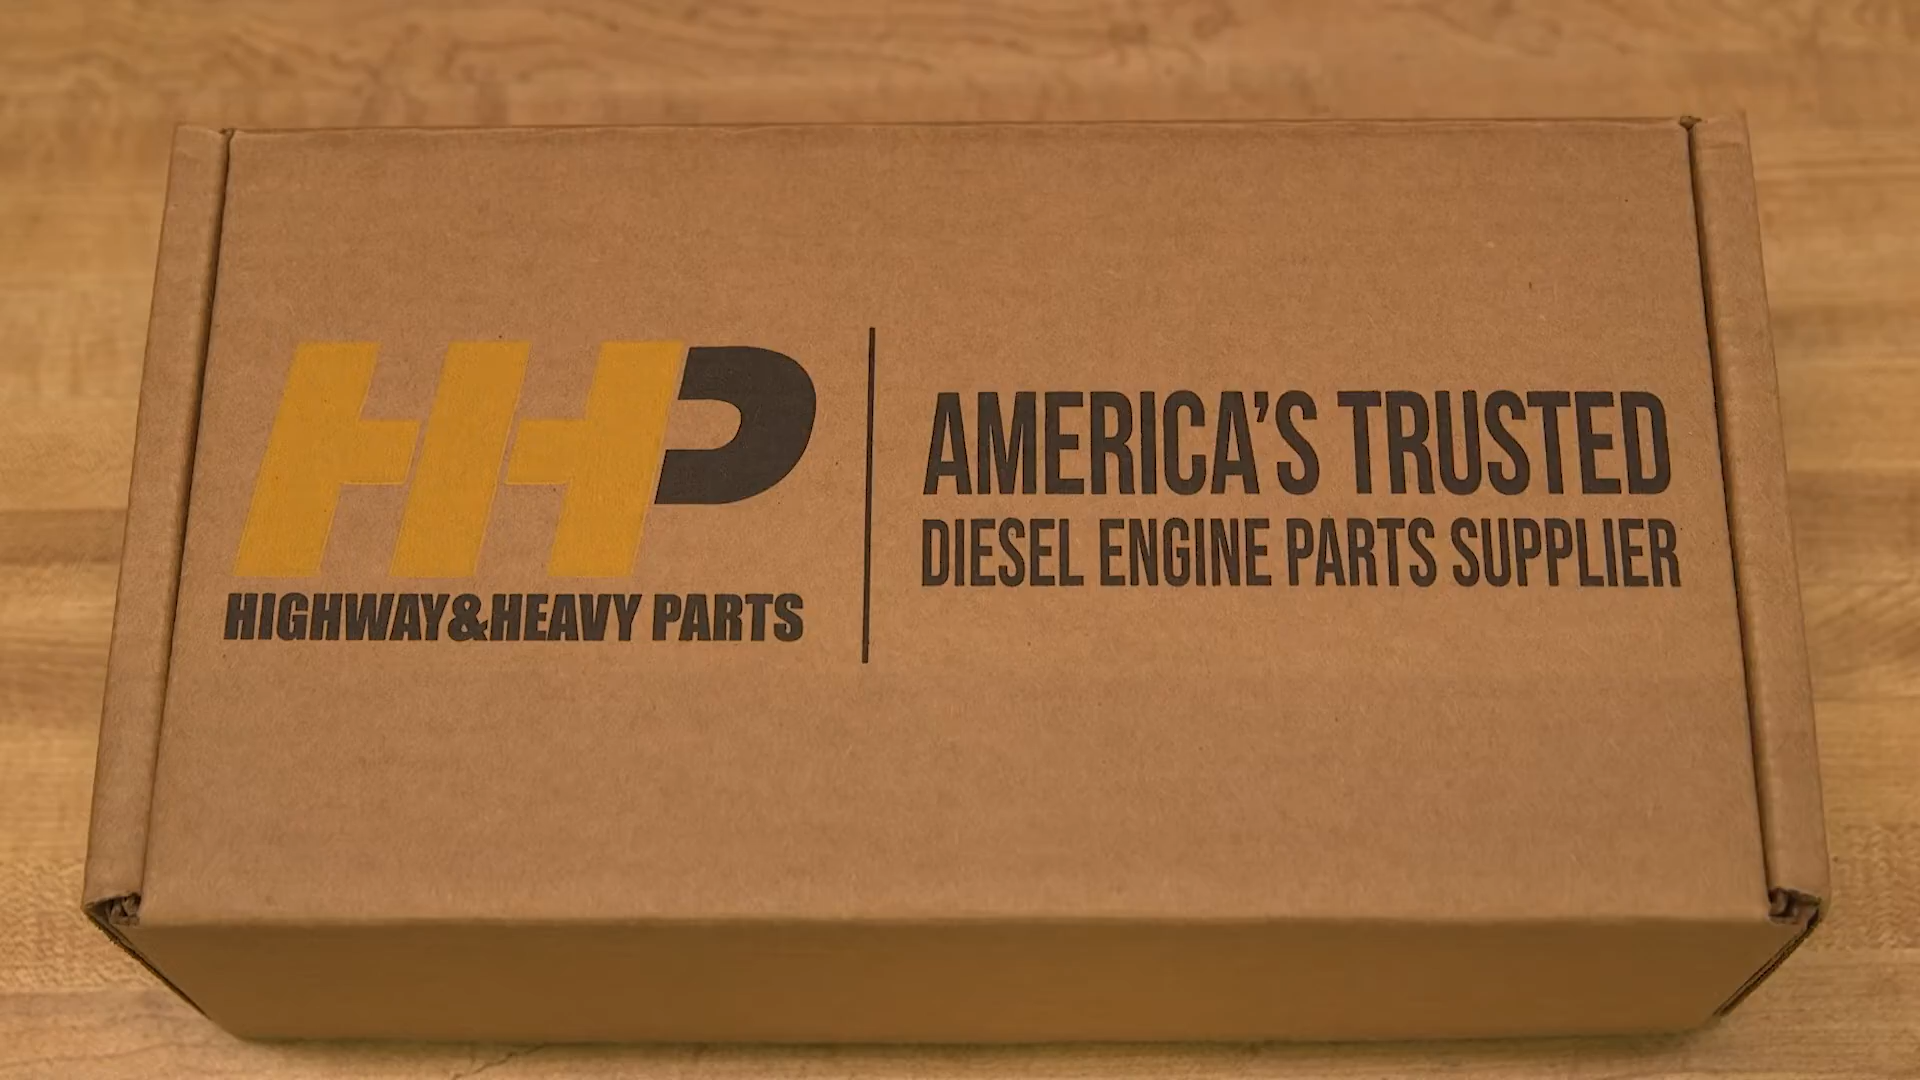 HHP
HIGHWAY&HEAVY PARTS
AMERICA'S TRUSTED
DIESEL ENGINE PARTS SUPPLIER